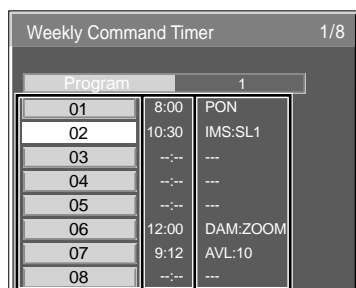 Weekly Command Timer 1/8
Program 1
01 8:00 PON
02 10:30 IMS:SL1
03 --:-- ---
04 --:-- ---
05 --:-- ---
06 12:00 DAM:ZOOM
07 9:12 AVL:10
08 --:-- ---